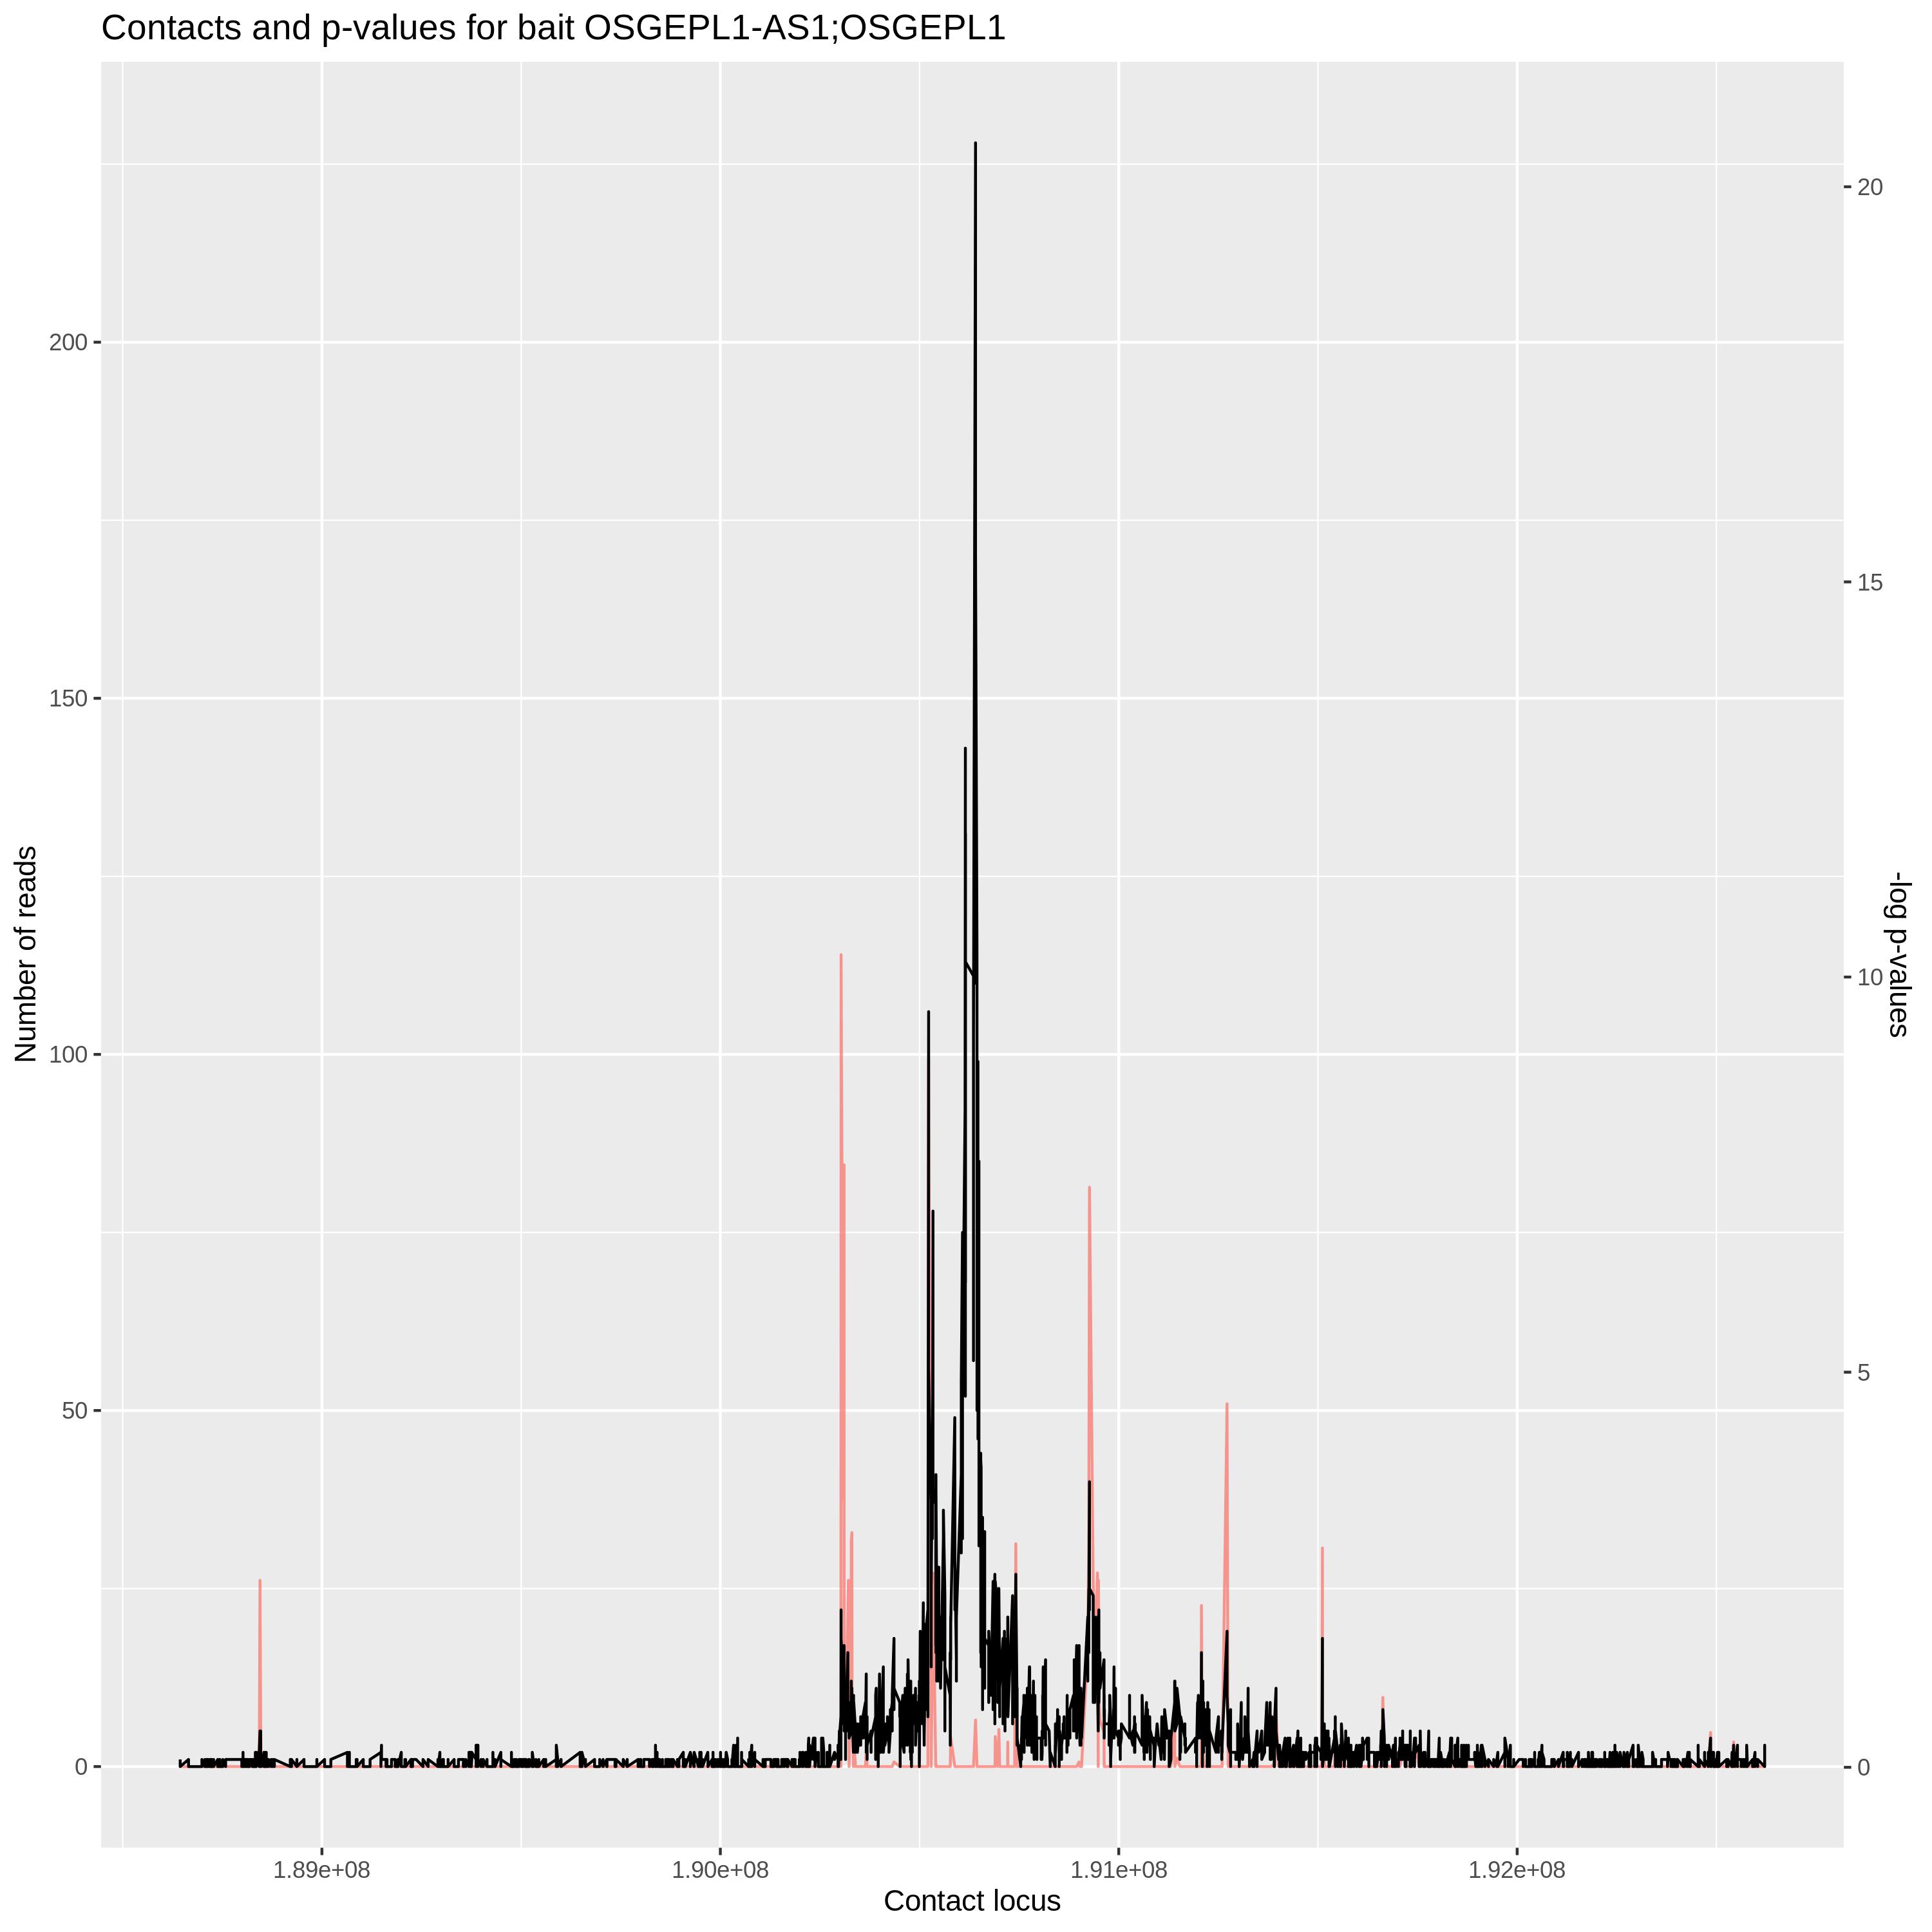 Contacts and p-values for bait OSGEPL1-AS1;OSGEPL1
Number of reads
200
150
100
50
0
20
15
10
5
0
-log p-values
1.89e+08 1.90e+08 1.91e+08 1.92e+08
Contact locus